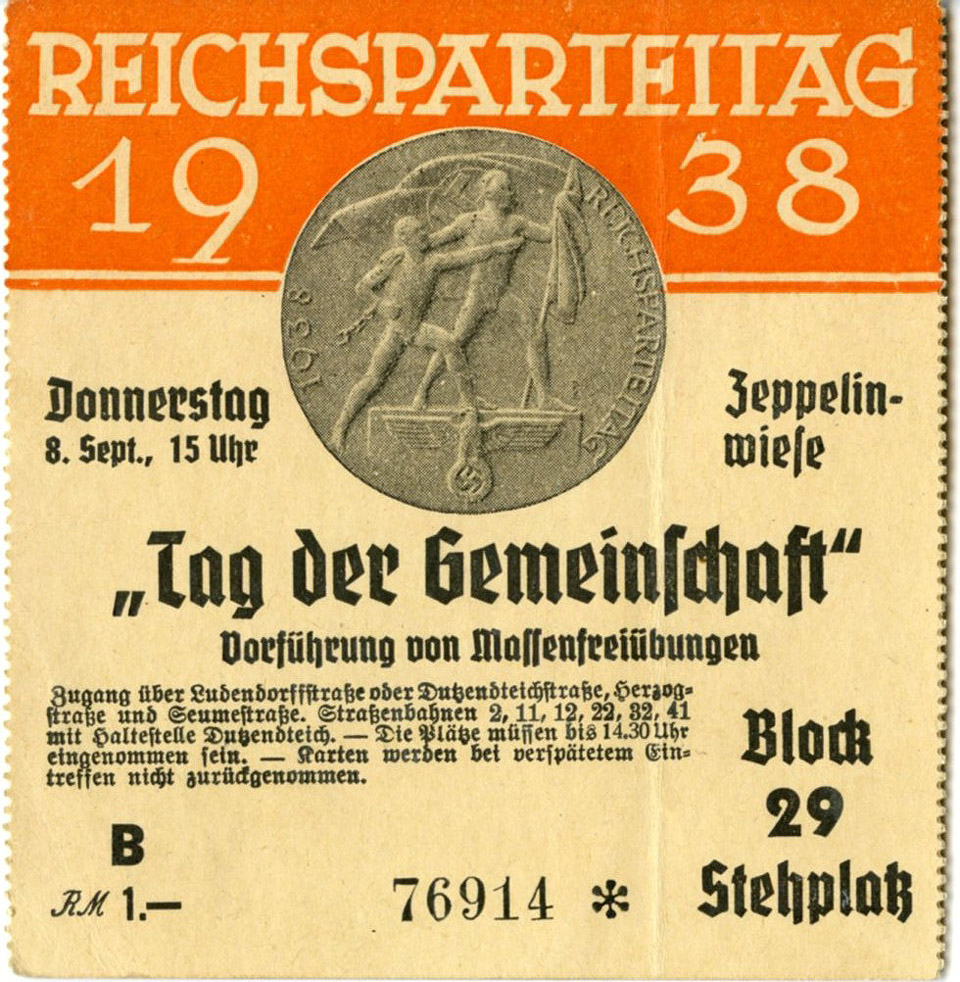 REICHSPARTEITAG
1938
1938 REICHSPARTEITAG
Donnerstag
8. Sept., 15 Uhr
Zeppelin-
wiese
„Tag der Gemeinschaft“
Vorführung von Massenfreiübungen
Zugang über Ludendorffstraße oder Dutzendteichstraße, Herzog-
straße und Seumestraße. Straßenbahnen 2, 11, 12, 22, 32, 41
mit Haltestelle Dutzendteich. — Die Plätze müssen bis 14.30 Uhr
eingenommen sein. — Karten werden bei verspätetem Ein-
treffen nicht zurückgenommen.
Block
29
Stehplatz
B
RM 1.—
76914 *